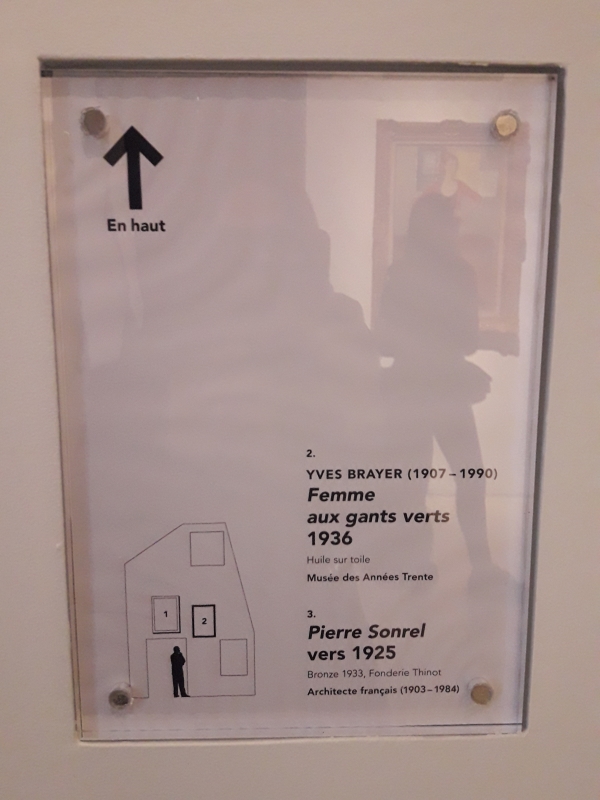 En haut
2.
YVES BRAYER (1907–1990)
Femme
aux gants verts
1936
Huile sur toile
Musée des Années Trente
3.
Pierre Sonrel
vers 1925
Bronze 1933, Fonderie Thinot
Architecte français (1903–1984)
1
2